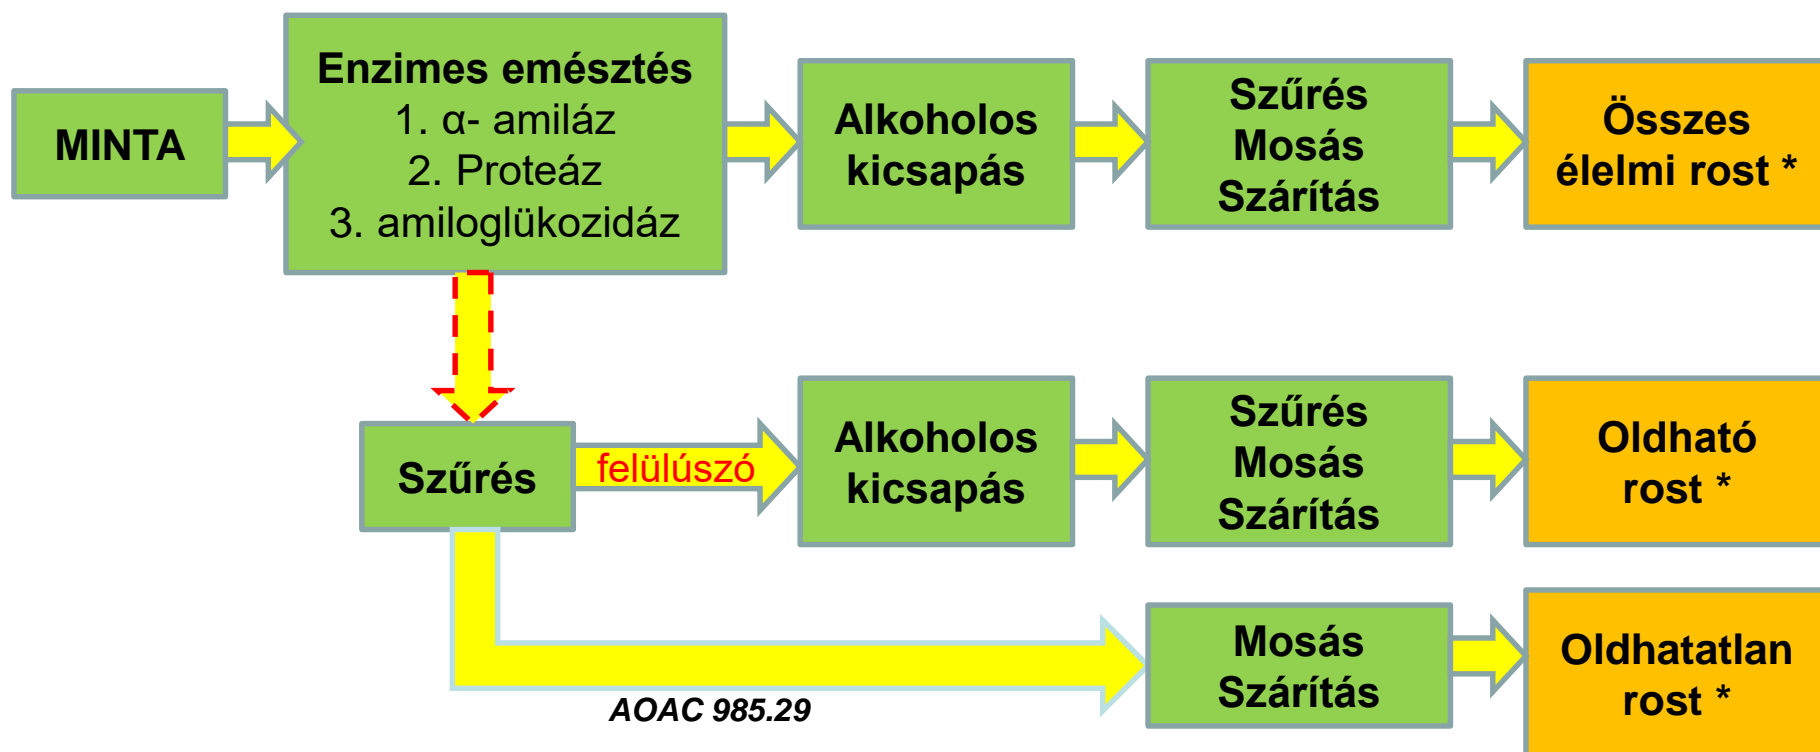 MINTA
Enzimes emésztés
1. α- amiláz
2. Proteáz
3. amiloglükozidáz
Alkoholos
kicsapás
Szűrés
Mosás
Szárítás
Összes
élelmi rost *
Szűrés
felülúszó
Alkoholos
kicsapás
Szűrés
Mosás
Szárítás
Oldható
rost *
AOAC 985.29
Mosás
Szárítás
Oldhatatlan
rost *